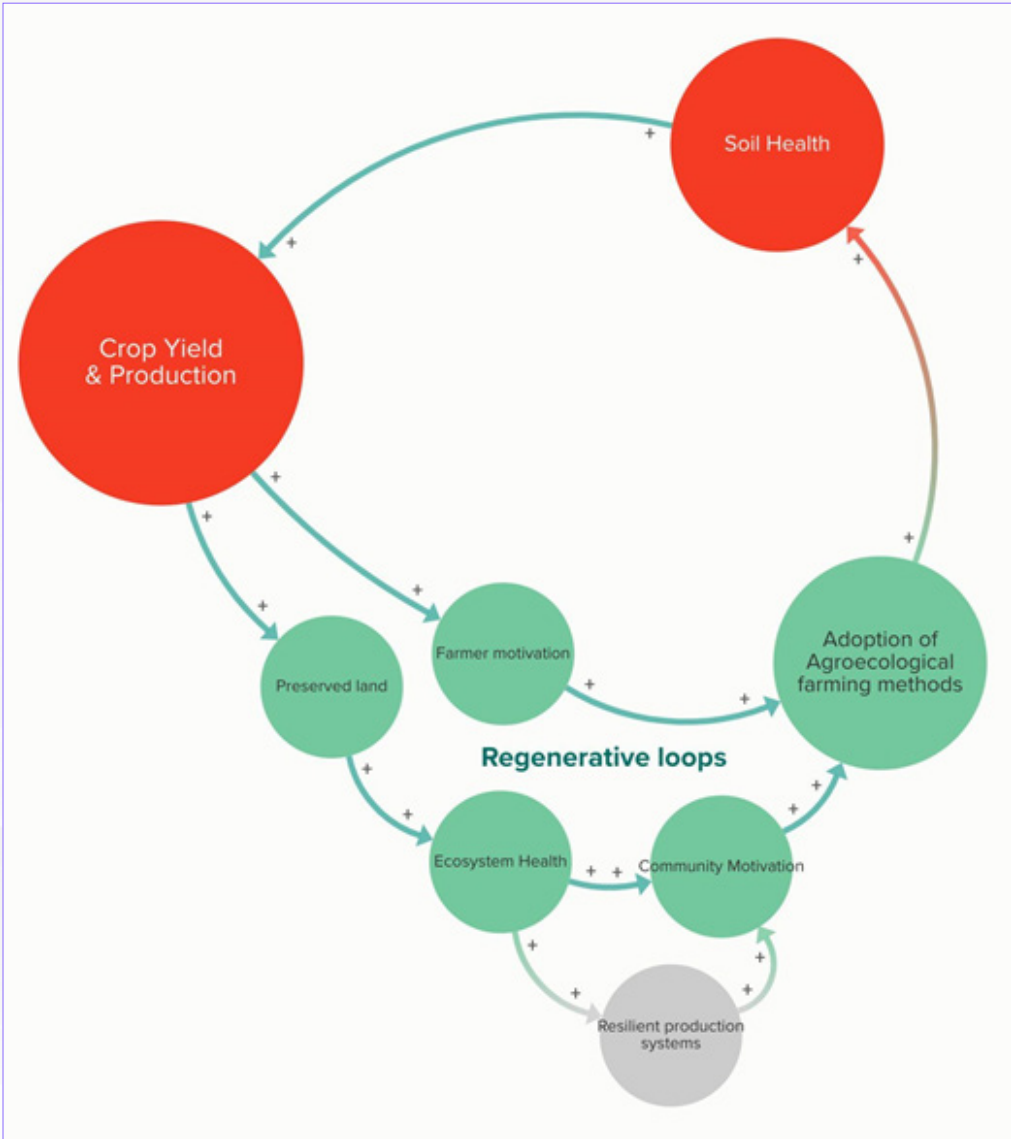 Soil Health
+
+
Crop Yield
& Production
+
+
+
+
+
+
Farmer motivation
Adoption of
Agroecological
farming methods
Preserved land
+
+
Regenerative loops
+
+
+
+
Ecosystem Health
+ +
Community Motivation
+
+
+
+
Resilient production
systems